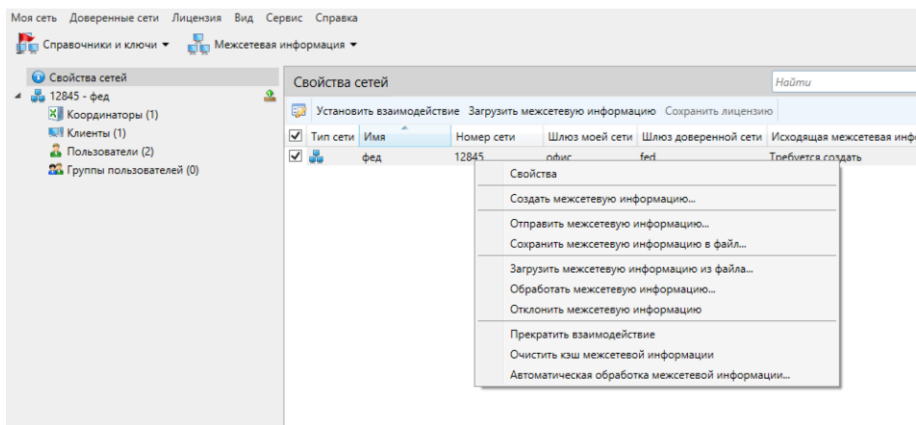 Моя сеть Доверенные сети Лицензия Вид Сервис Справка
Справочники и ключи Межсетевая информация
Свойства сетей
12845 - фед
Координаторы (1)
Клиенты (1)
Пользователи (2)
Группы пользователей (0)
Свойства сетей
Найти
Установить взаимодействие Загрузить межсетевую информацию Сохранить лицензию
Тип сети Имя Номер сети Шлюз моей сети Шлюз доверенной сети Исходящая межсетевая инфо
фед 12845 офис fed Требуется создать
Свойства
Создать межсетевую информацию...
Отправить межсетевую информацию...
Сохранить межсетевую информацию в файл...
Загрузить межсетевую информацию из файла...
Обработать межсетевую информацию...
Отклонить межсетевую информацию
Прекратить взаимодействие
Очистить кэш межсетевой информации
Автоматическая обработка межсетевой информации...